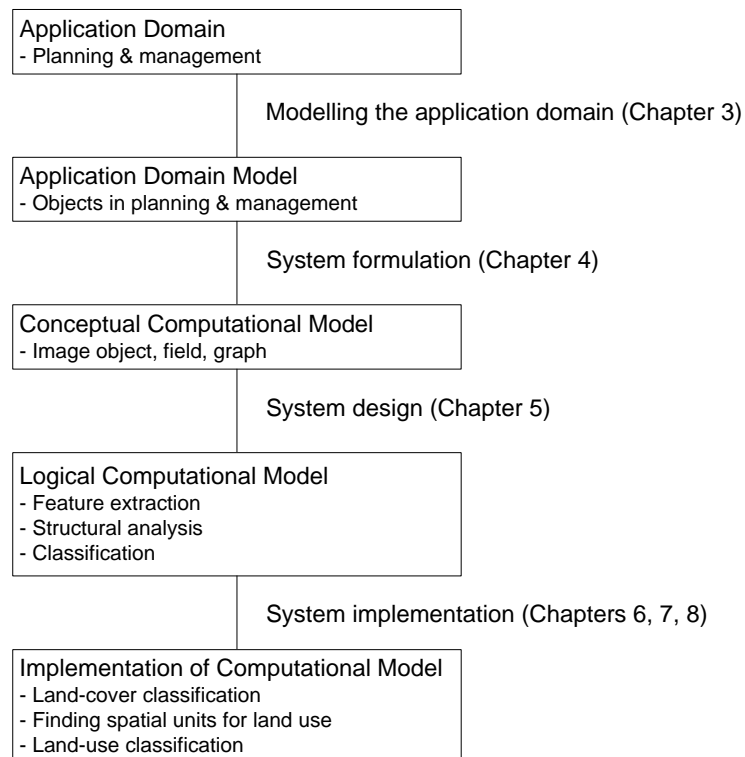 Application Domain
- Planning & management
Modelling the application domain (Chapter 3)
Application Domain Model
- Objects in planning & management
System formulation (Chapter 4)
Conceptual Computational Model
- Image object, field, graph
System design (Chapter 5)
Logical Computational Model
- Feature extraction
- Structural analysis
- Classification
System implementation (Chapters 6, 7, 8)
Implementation of Computational Model
- Land-cover classification
- Finding spatial units for land use
- Land-use classification